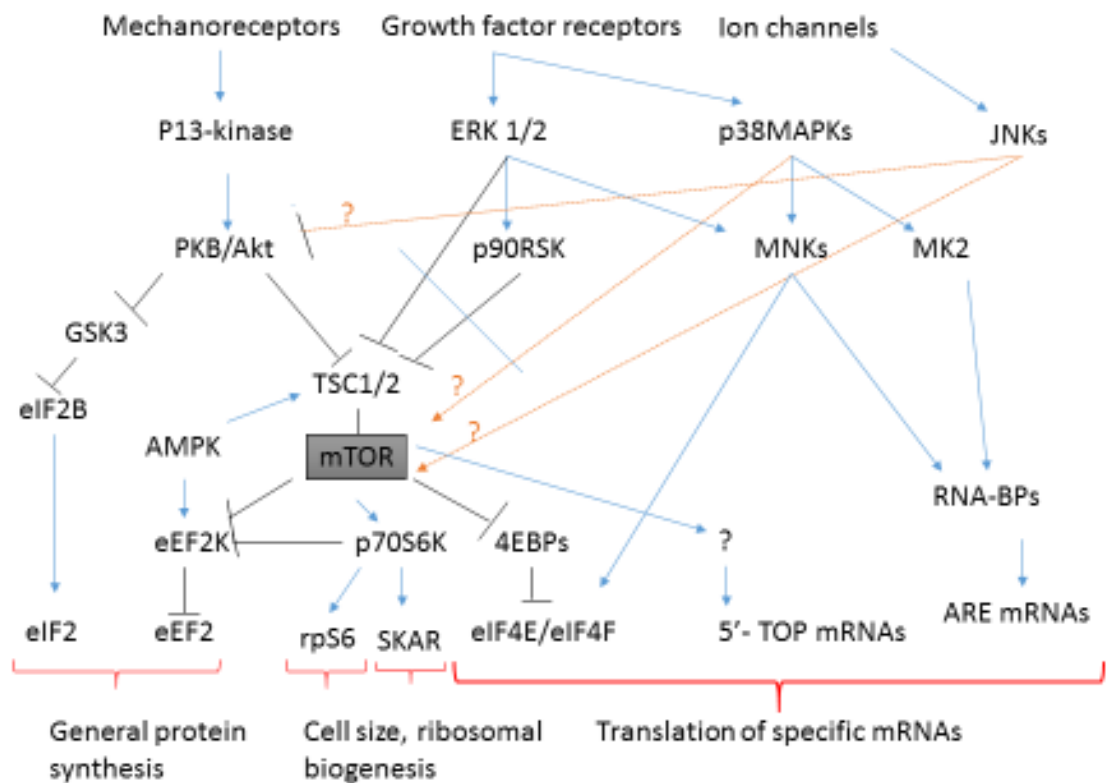 Mechanoreceptors Growth factor receptors Ion channels
P13-kinase ERK 1/2 p38MAPKs JNKs
?
PKB/Akt p90RSK MNKs MK2
GSK3
TSC1/2 ?
eIF2B
AMPK ?
mTOR
RNA-BPs
eEF2K p70S6K 4EBPs ?
ARE mRNAs
eIF2 eEF2 rpS6 SKAR eIF4E/eIF4F 5’- TOP mRNAs
General protein Cell size, ribosomal Translation of specific mRNAs
synthesis biogenesis